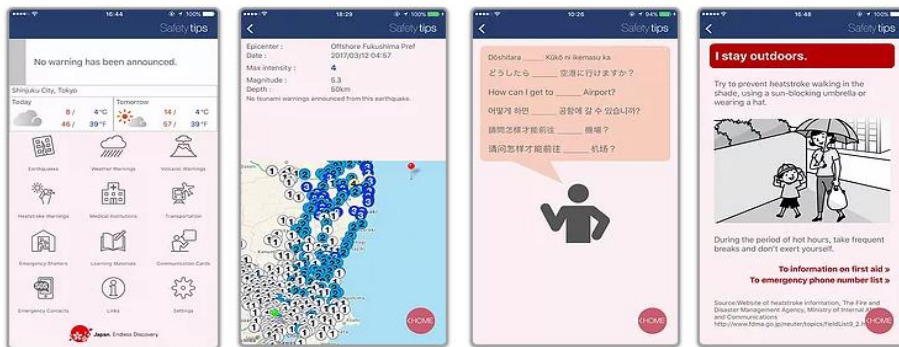 16:44
100%
Safety tips
No warning has been announced.
Shinjuku City, Tokyo
Today
8 / 4°C
46 / 39°F
Tomorrow
14 / 4°C
57 / 39°F
Earthquakes
Weather Warnings
Volcanic Warnings
Heatstroke Warnings
Medical Institutions
Transportation
Emergency Shelters
Learning Materials
Communication Cards
SOS
Emergency Contacts
Links
Settings
Japan. Endless Discovery.
18:29
100%
Safety tips
Epicenter : Offshore Fukushima Pref
Date : 2017/03/12 04:57
Max intensity : 4
Magnitude : 5.3
Depth : 50km
No tsunami warnings announced from this earthquake.
HOME
10:26
94%
Safety tips
Dōshitara _____ Kūkō ni ikemasu ka
どうしたら _____ 空港に行けますか?
How can I get to _____ Airport?
어떻게 하면 _____ 공항에 갈 수 있습니까?
請問怎樣才能前往 _____ 機場?
请问怎样才能前往 _____ 机场?
HOME
16:48
100%
Safety tips
I stay outdoors.
Try to prevent heatstroke walking in the
shade, using a sun-blocking umbrella or
wearing a hat.
During the period of hot hours, take frequent
breaks and don't exert yourself.
To information on first aid »
To emergency phone number list »
Source:Website of heatstroke information, The Fire and
Disaster Management Agency, Ministry of Internal
and Communications
HOME